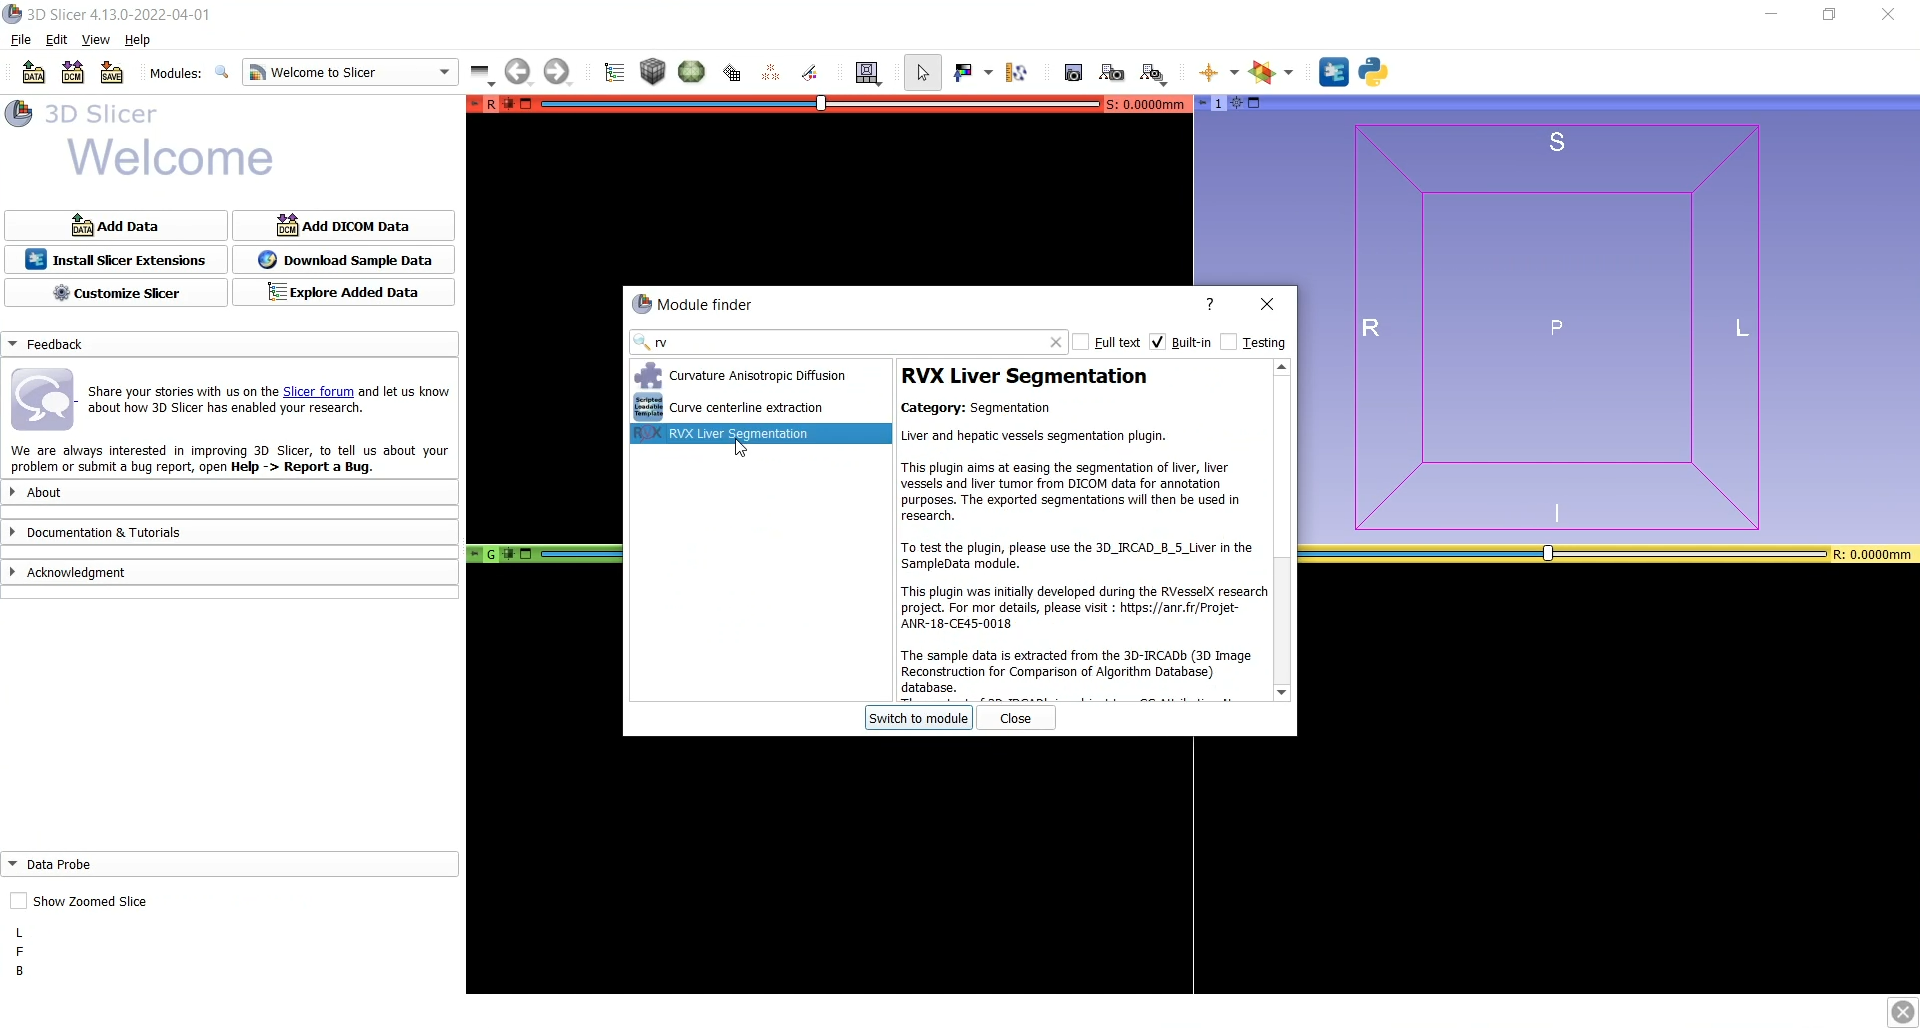 3D Slicer 4.13.0-2022-04-01
File Edit View Help
DATA DCM SAVE Modules: Welcome to Slicer
R S: 0.0000mm
1
3D Slicer
Welcome
DATA Add Data
DCM Add DICOM Data
Install Slicer Extensions
Download Sample Data
Customize Slicer
Explore Added Data
Feedback
Share your stories with us on the Slicer forum and let us know
about how 3D Slicer has enabled your research.
We are always interested in improving 3D Slicer, to tell us about your
problem or submit a bug report, open Help -> Report a Bug.
About
Documentation & Tutorials
Acknowledgment
Data Probe
Show Zoomed Slice
L
F
B
S
R P L
I
G
R: 0.0000mm
Module finder ?
rv
Full text Built-in Testing
Curvature Anisotropic Diffusion
Scripted Loadable Template Curve centerline extraction
RVX RVX Liver Segmentation
RVX Liver Segmentation
Category: Segmentation
Liver and hepatic vessels segmentation plugin.
This plugin aims at easing the segmentation of liver, liver
vessels and liver tumor from DICOM data for annotation
purposes. The exported segmentations will then be used in
research.
To test the plugin, please use the 3D_IRCAD_B_5_Liver in the
SampleData module.
This plugin was initially developed during the RVesselX research
project. For mor details, please visit : https://anr.fr/Projet-
ANR-18-CE45-0018
The sample data is extracted from the 3D-IRCADb (3D Image
Reconstruction for Comparison of Algorithm Database)
database.
Switch to module Close